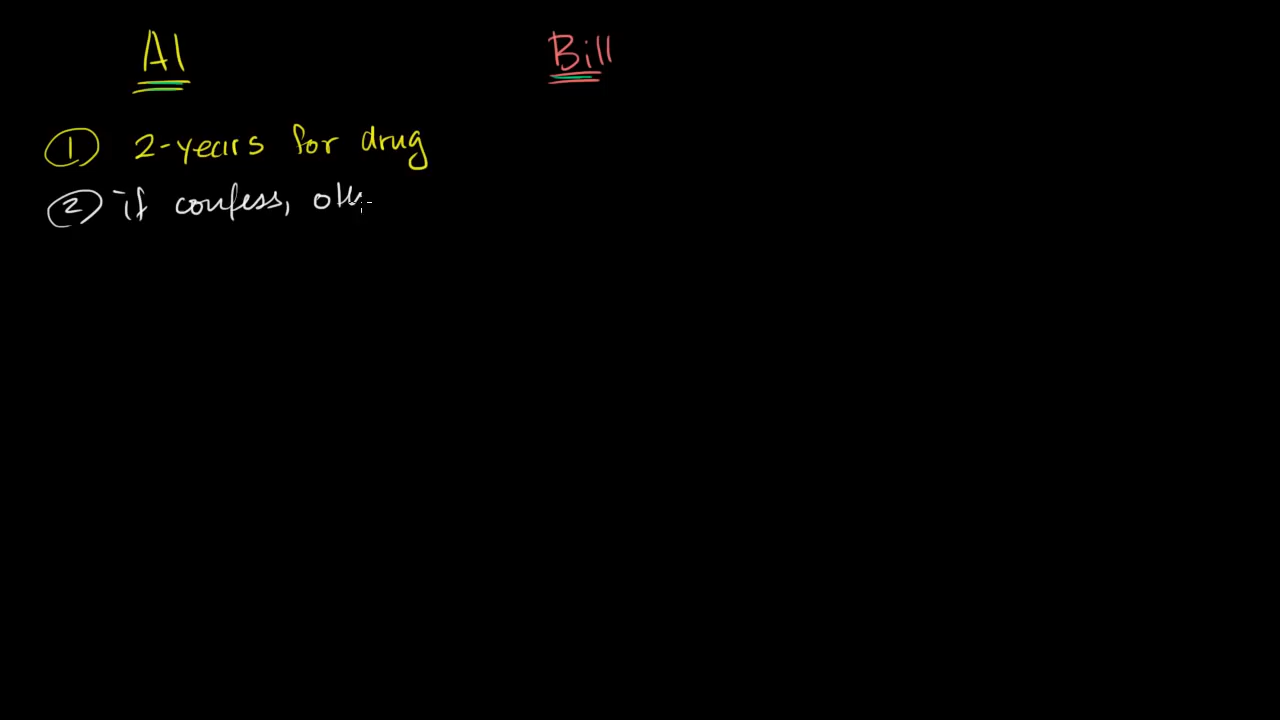 Al
Bill
1 2-years for drug
2 if confess,